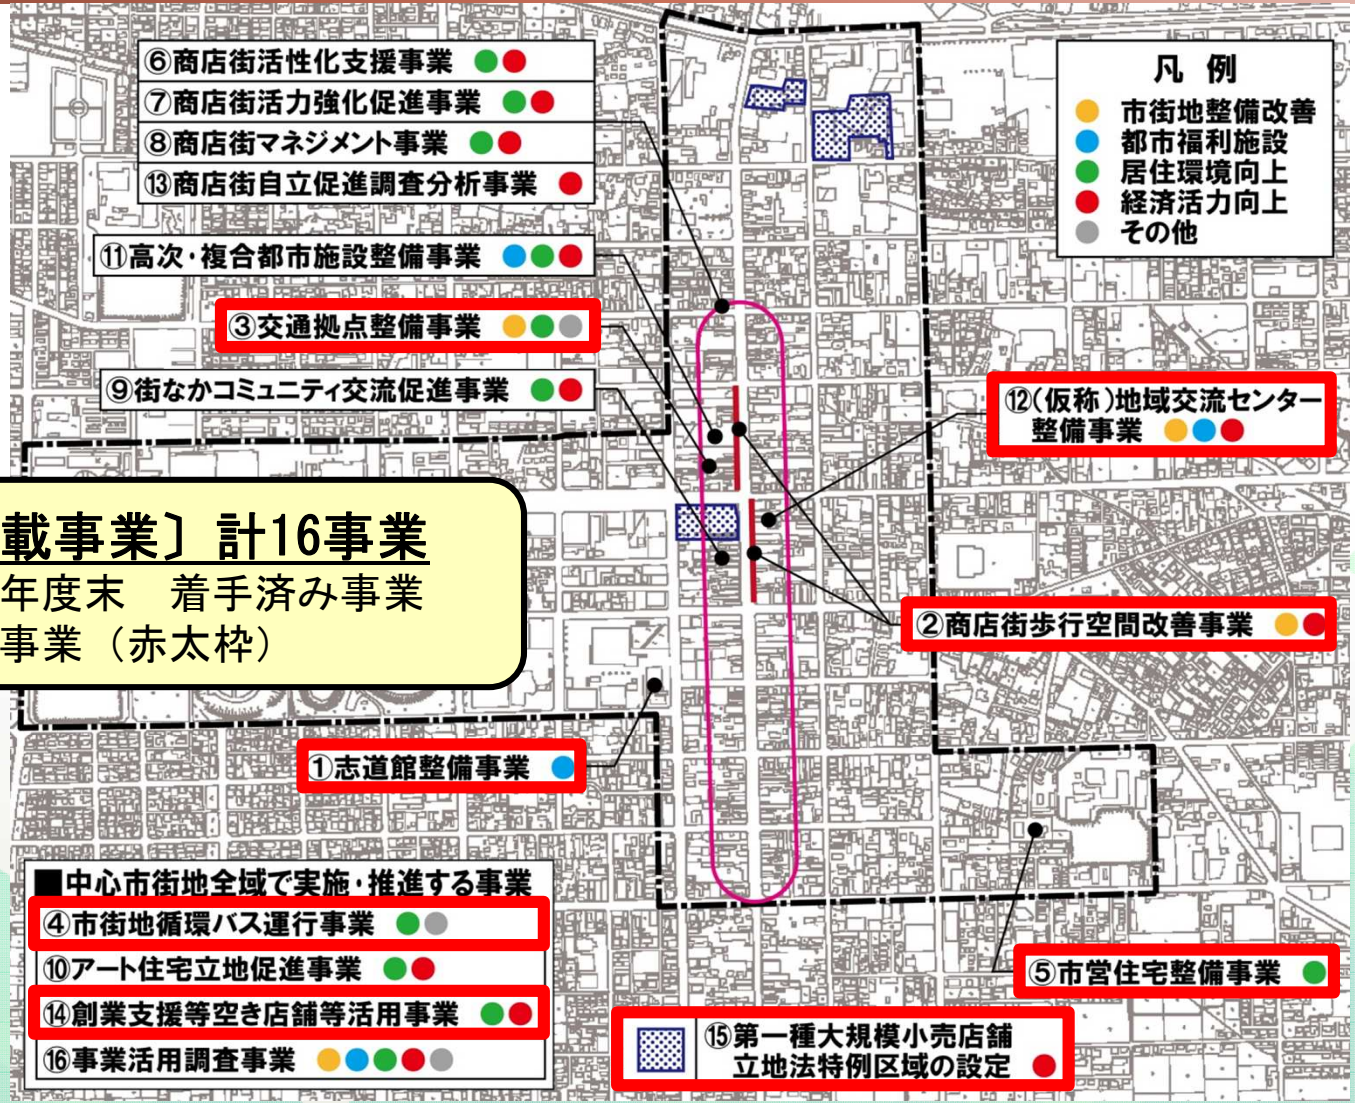 ⑥商店街活性化支援事業
⑦商店街活力強化促進事業
⑧商店街マネジメント事業
⑬商店街自立促進調査分析事業
凡 例
市街地整備改善
都市福利施設
居住環境向上
経済活力向上
その他
⑪高次・複合都市施設整備事業
③交通拠点整備事業
⑨街なかコミュニティ交流促進事業
⑫(仮称)地域交流センター
整備事業
載事業〕計16事業
年度末 着手済み事業
事業（赤太枠）
②商店街歩行空間改善事業
①志道館整備事業
■中心市街地全域で実施・推進する事業
④市街地循環バス運行事業
⑩アート住宅立地促進事業
⑭創業支援等空き店舗等活用事業
⑯事業活用調査事業
⑤市営住宅整備事業
⑮第一種大規模小売店舗
立地法特例区域の設定